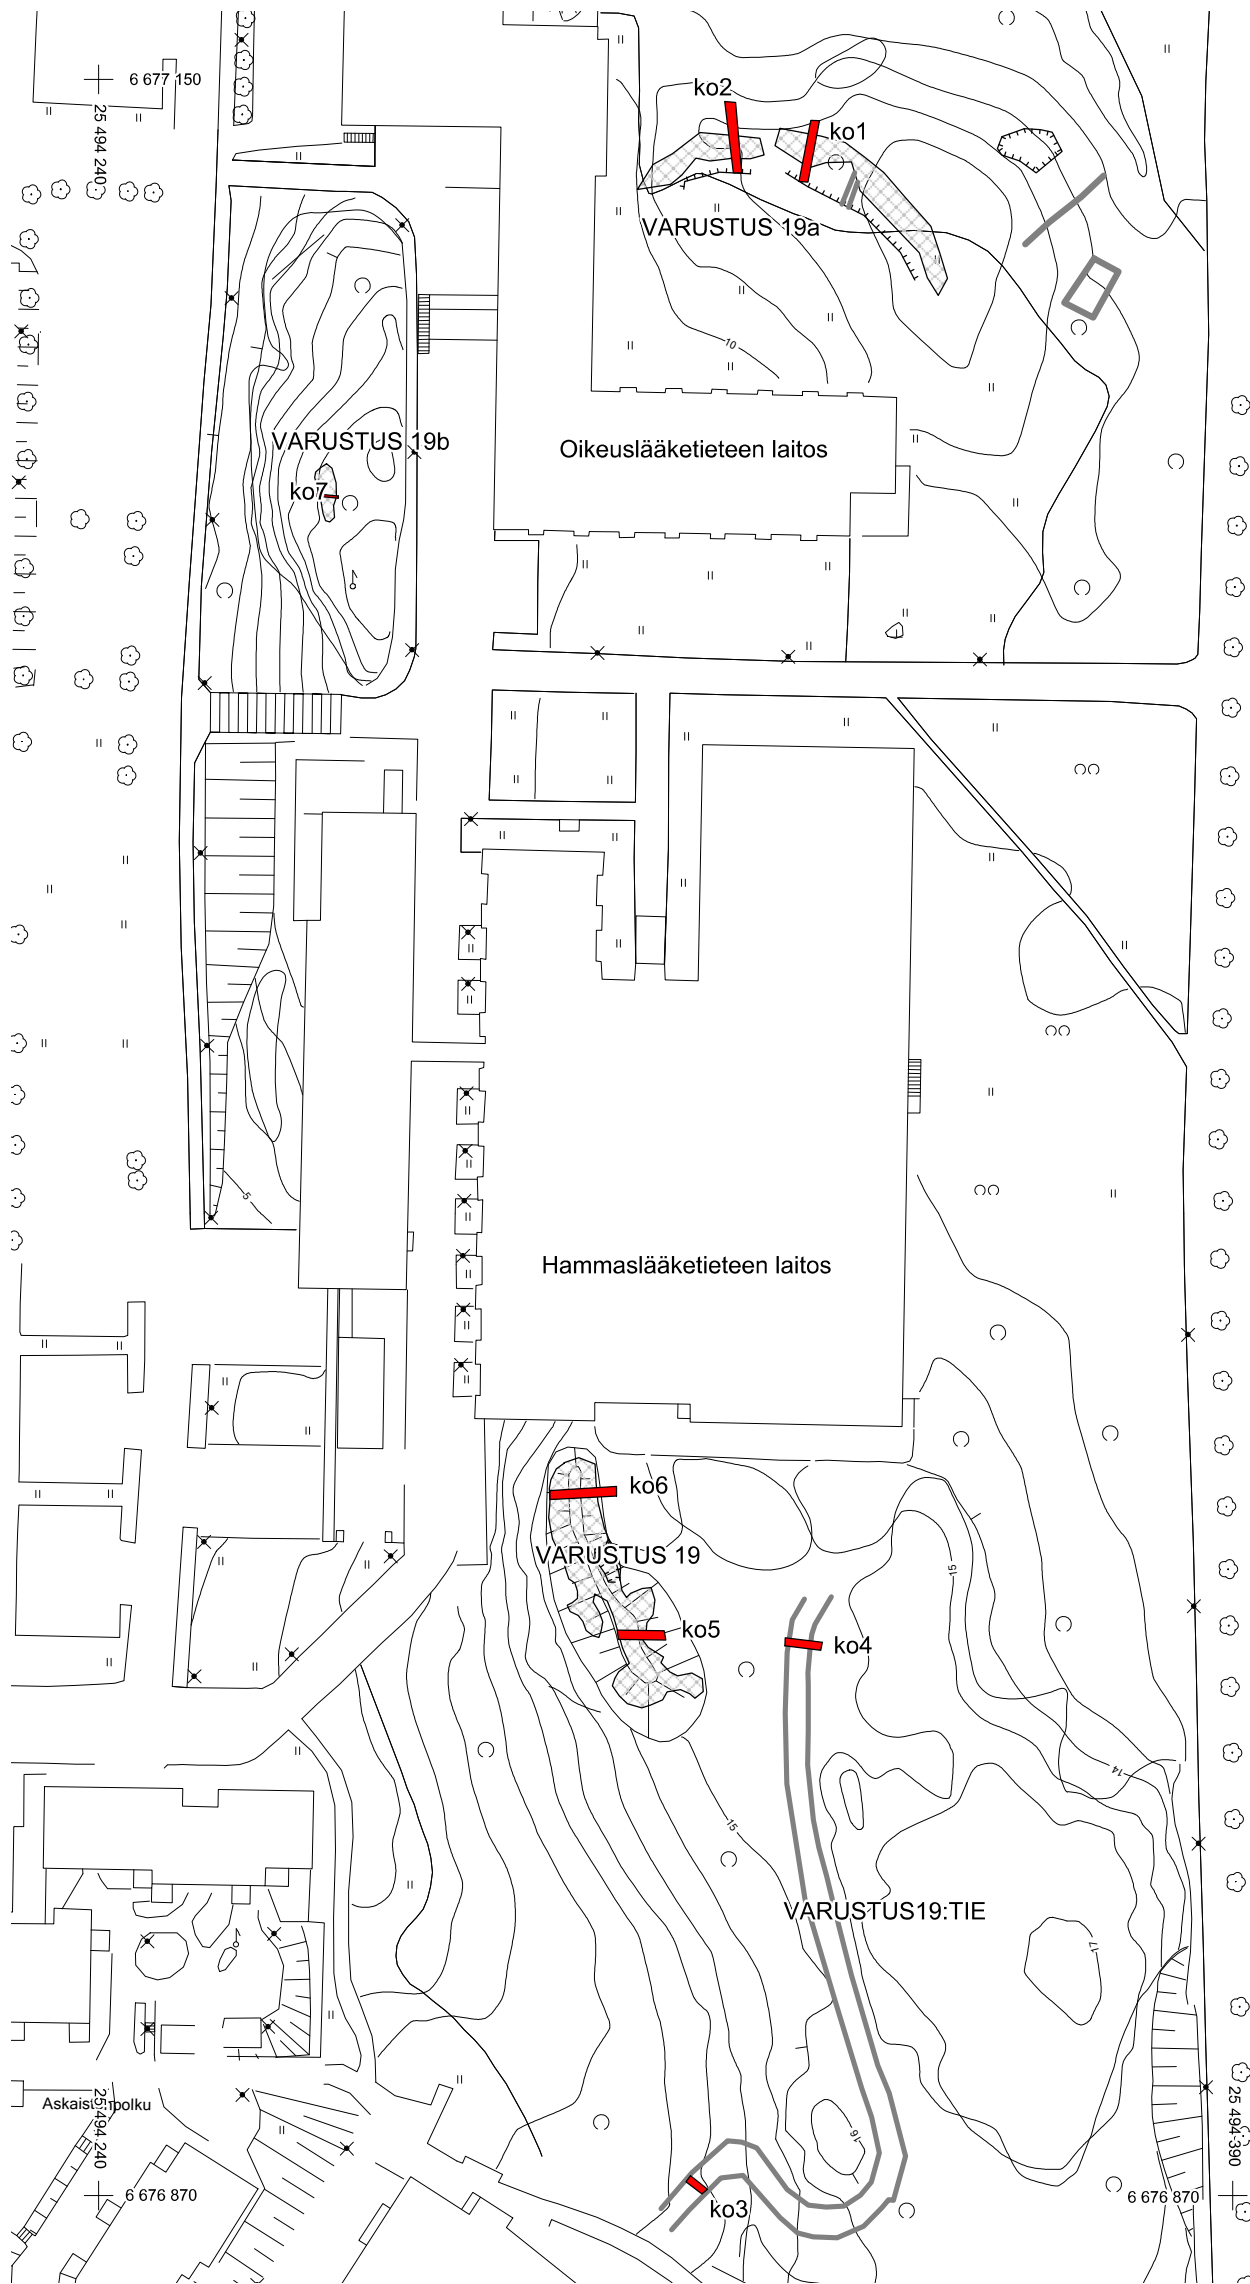 6 677 150
25 494 240
ko2
ko1
VARUSTUS 19a
10
VARUSTUS 19b
ko7
Oikeuslääketieteen laitos
5
Hammaslääketieteen laitos
ko6
VARUSTUS 19
15
ko5
ko4
14
15
VARUSTUS19:TIE
17
16
25 494 240
25 494 390
6 676 870
6 676 870
ko3